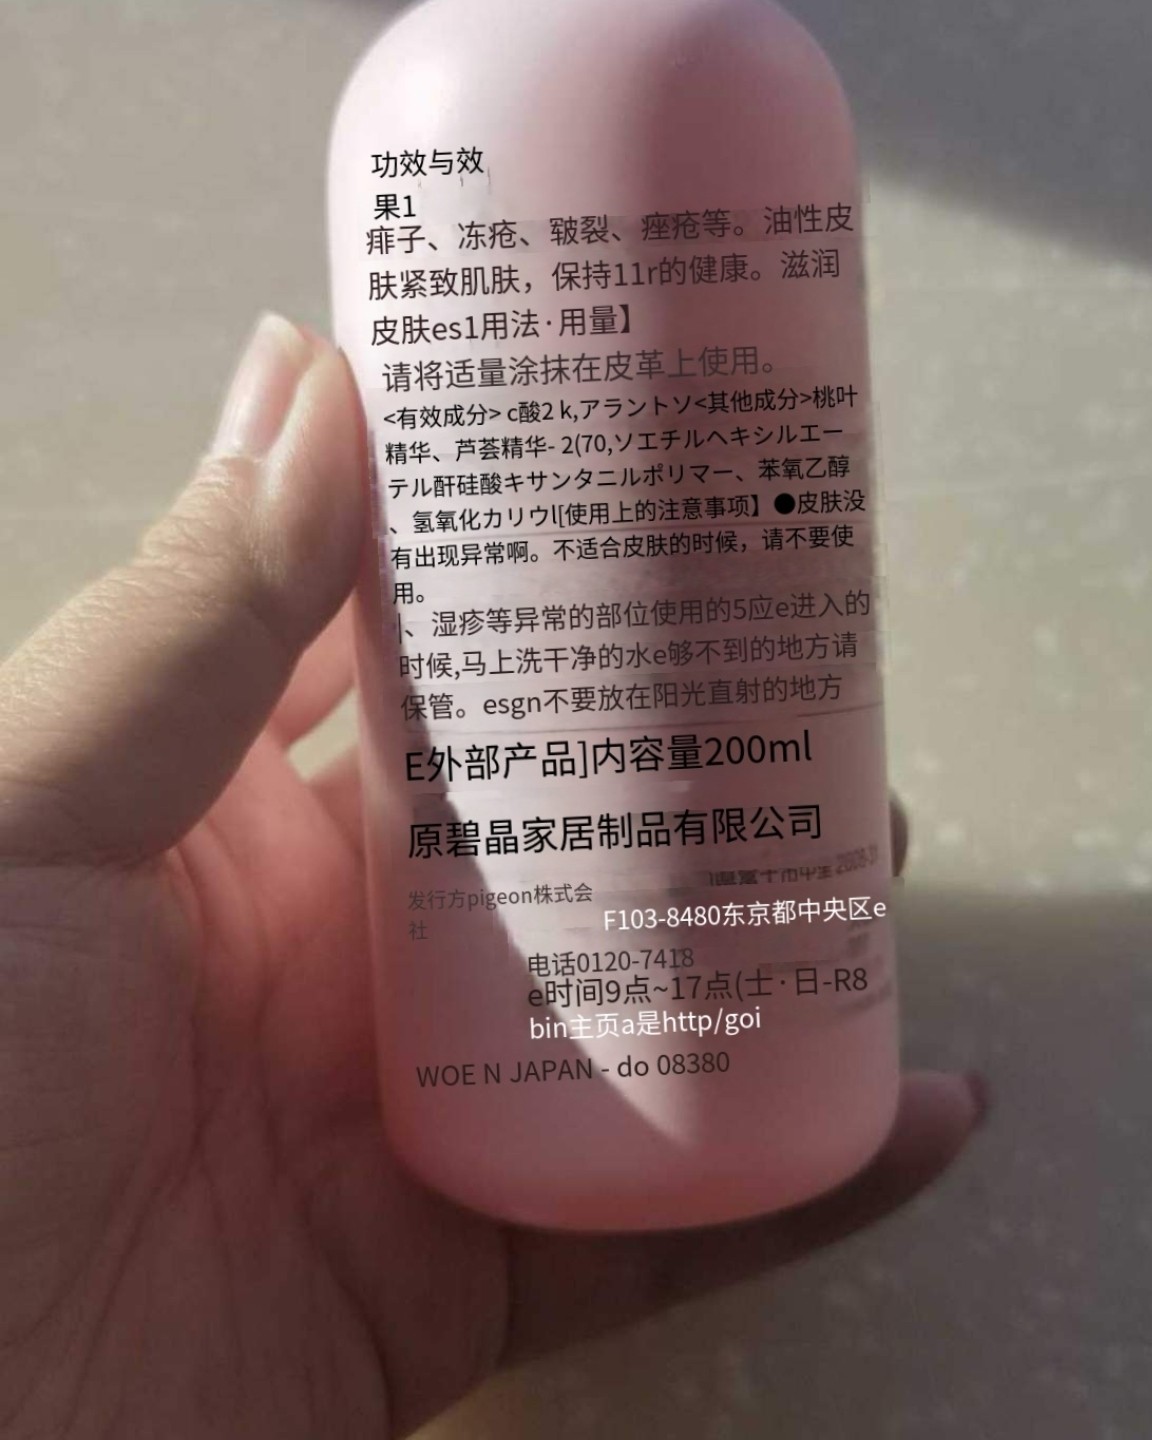 功效与效
果1
痱子、冻疮、皲裂、痤疮等。油性皮
肤紧致肌肤，保持11r的健康。滋润
皮肤es1用法·用量】
请将适量涂抹在皮革上使用。
<有效成分> c酸2 k,アラントソ<其他成分>桃叶
精华、芦荟精华- 2(70,ソエチルヘキシルエー
テル酐硅酸キサンタニルポリマー、苯氧乙醇
、氢氧化カリウl[使用上的注意事项】●皮肤没
有出现异常啊。不适合皮肤的时候，请不要使
用。
、湿疹等异常的部位使用的5应e进入的
时候,马上洗干净的水e够不到的地方请
保管。esgn不要放在阳光直射的地方
E外部产品]内容量200ml
原碧晶家居制品有限公司
发行方pigeon株式会
社
F103-8480东京都中央区e
电话0120-7418
e时间9点~17点(士·日-R8
bin主页a是http/goi
WOE N JAPAN - do 08380